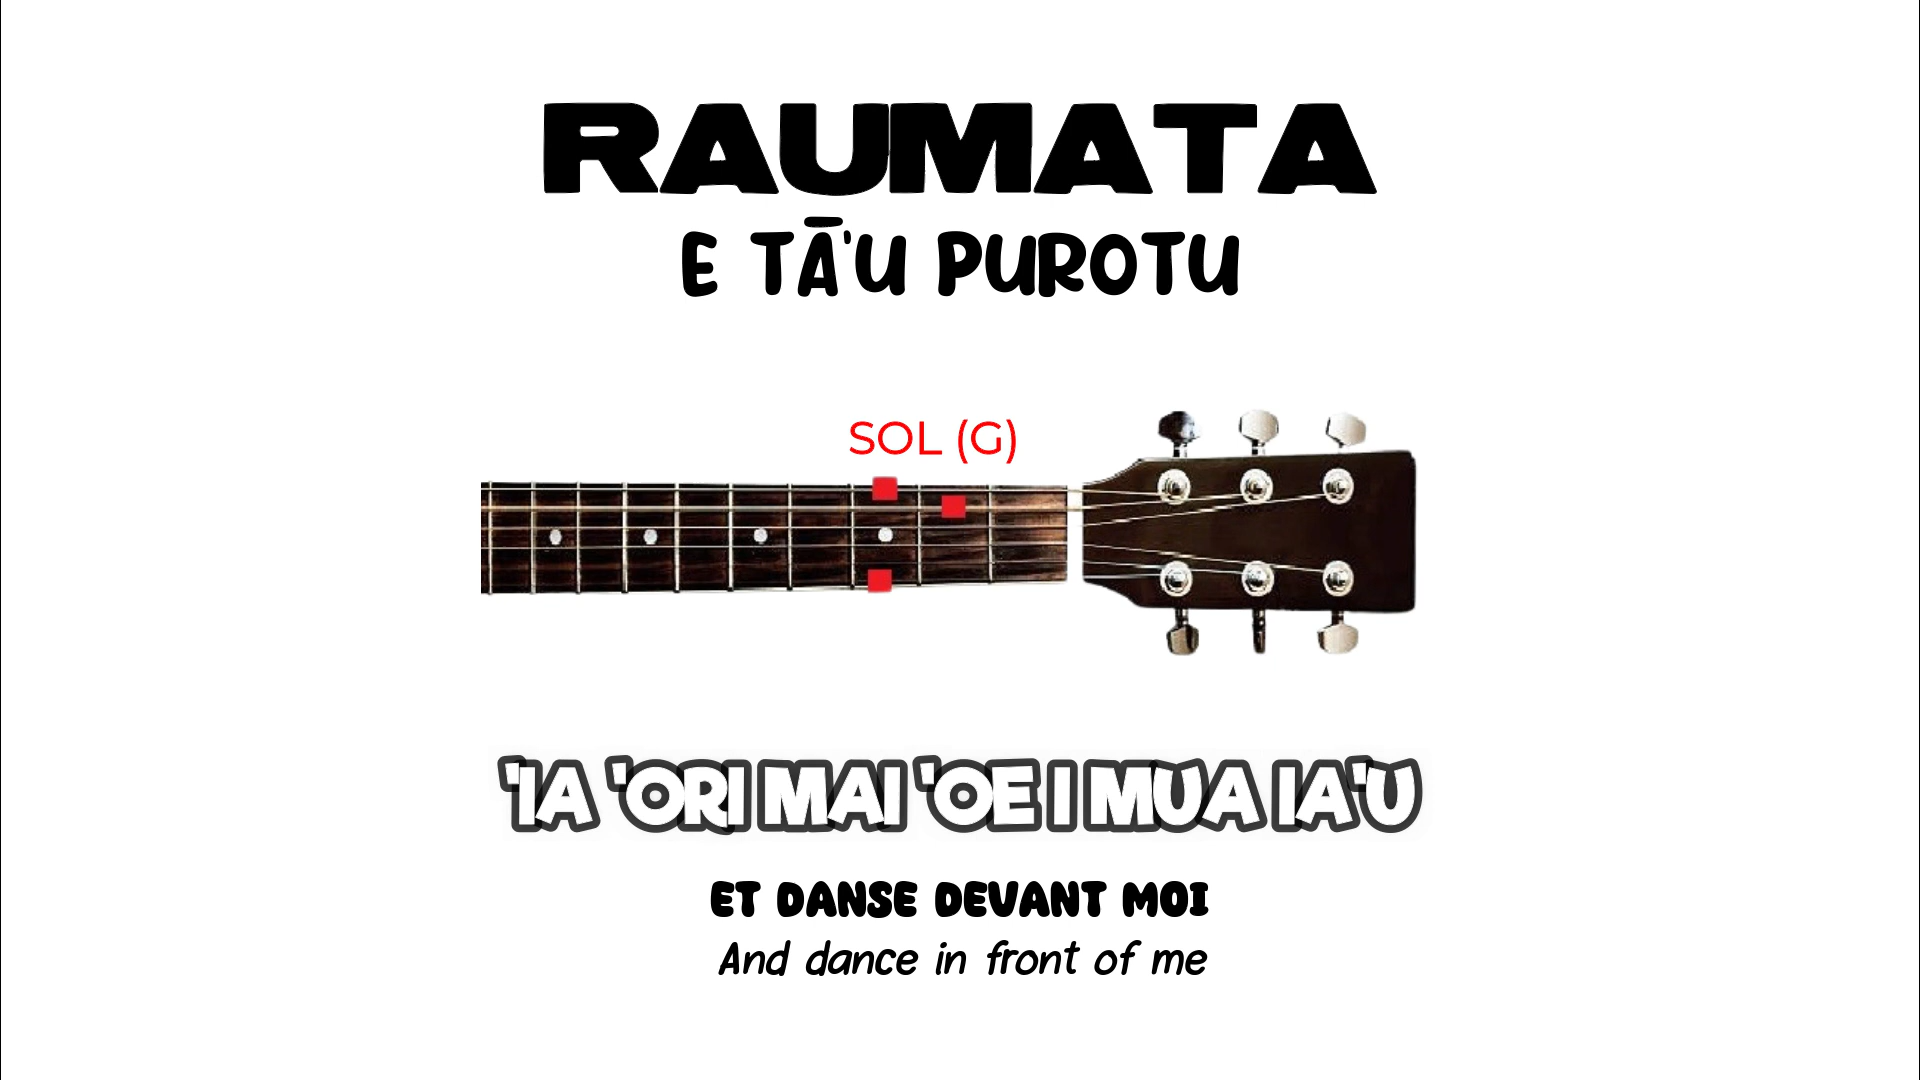 RAUMATA
E TĀ'U PUROTU
SOL (G)
'IA 'ORI MAI 'OE I MUA IA'U
ET DANSE DEVANT MOI
And dance in front of me